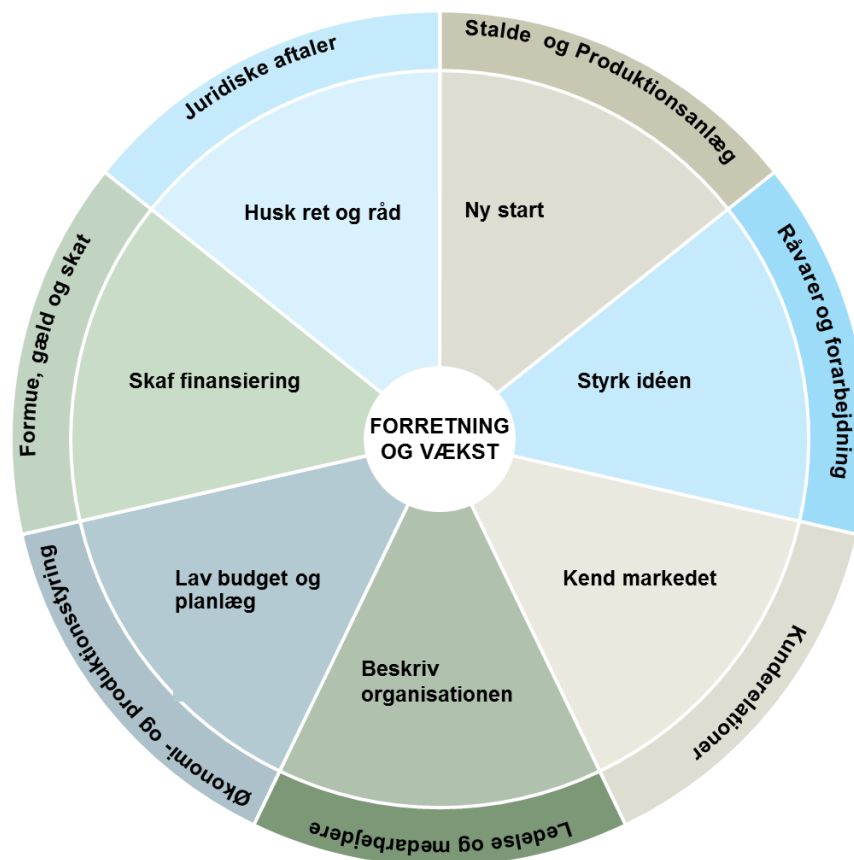 Stalde og Produktionsanlæg
Ny start
Råvarer og forarbejdning
Styrk idéen
Kunderelationer
Kend markedet
Ledelse og medarbejdere
Beskriv
organisationen
Økonomi- og produktionsstyring
Lav budget og
planlæg
Formue, gæld og skat
Skaf finansiering
Juridiske aftaler
Husk ret og råd
FORRETNING
OG VÆKST